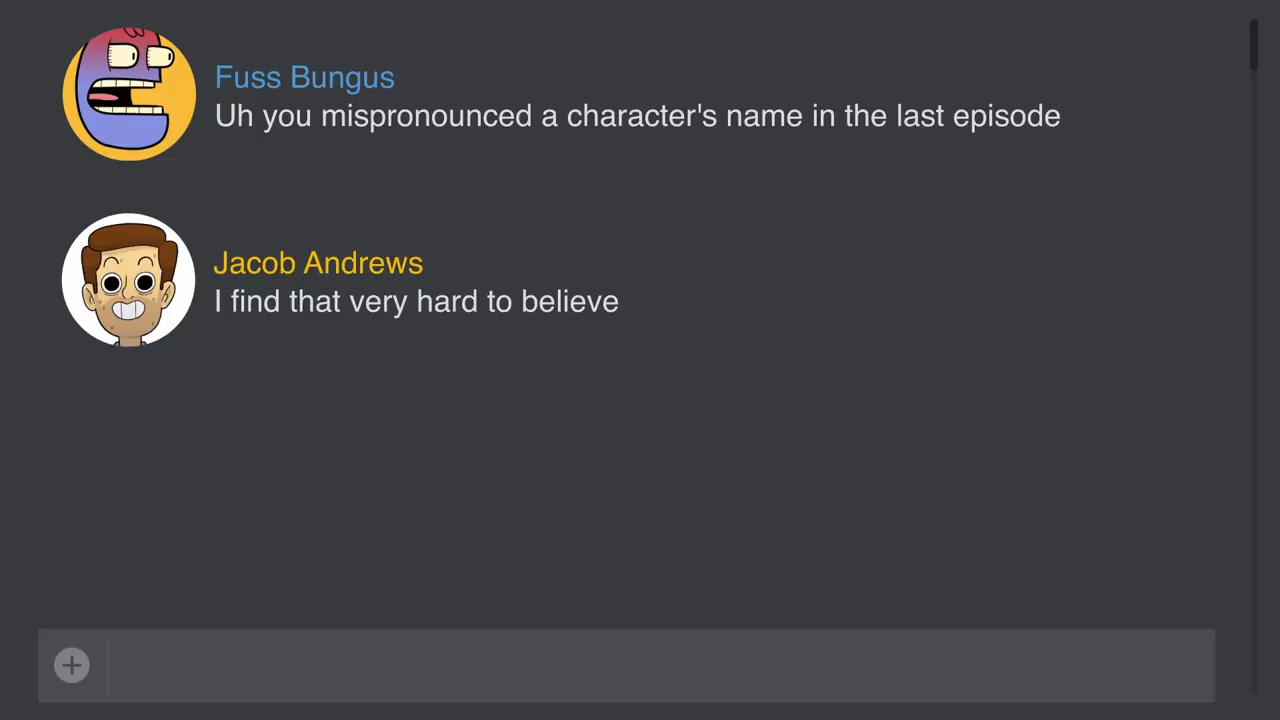 Fuss Bungus
Uh you mispronounced a character's name in the last episode
Jacob Andrews
I find that very hard to believe